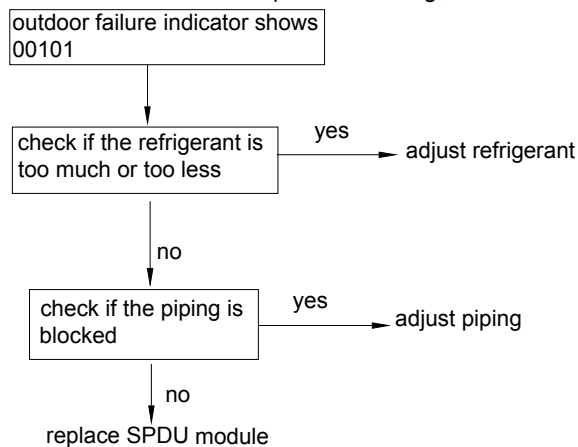 outdoor failure indicator shows
00101
check if the refrigerant is
too much or too less
yes
adjust refrigerant
no
check if the piping is
blocked
yes
adjust piping
no
replace SPDU module